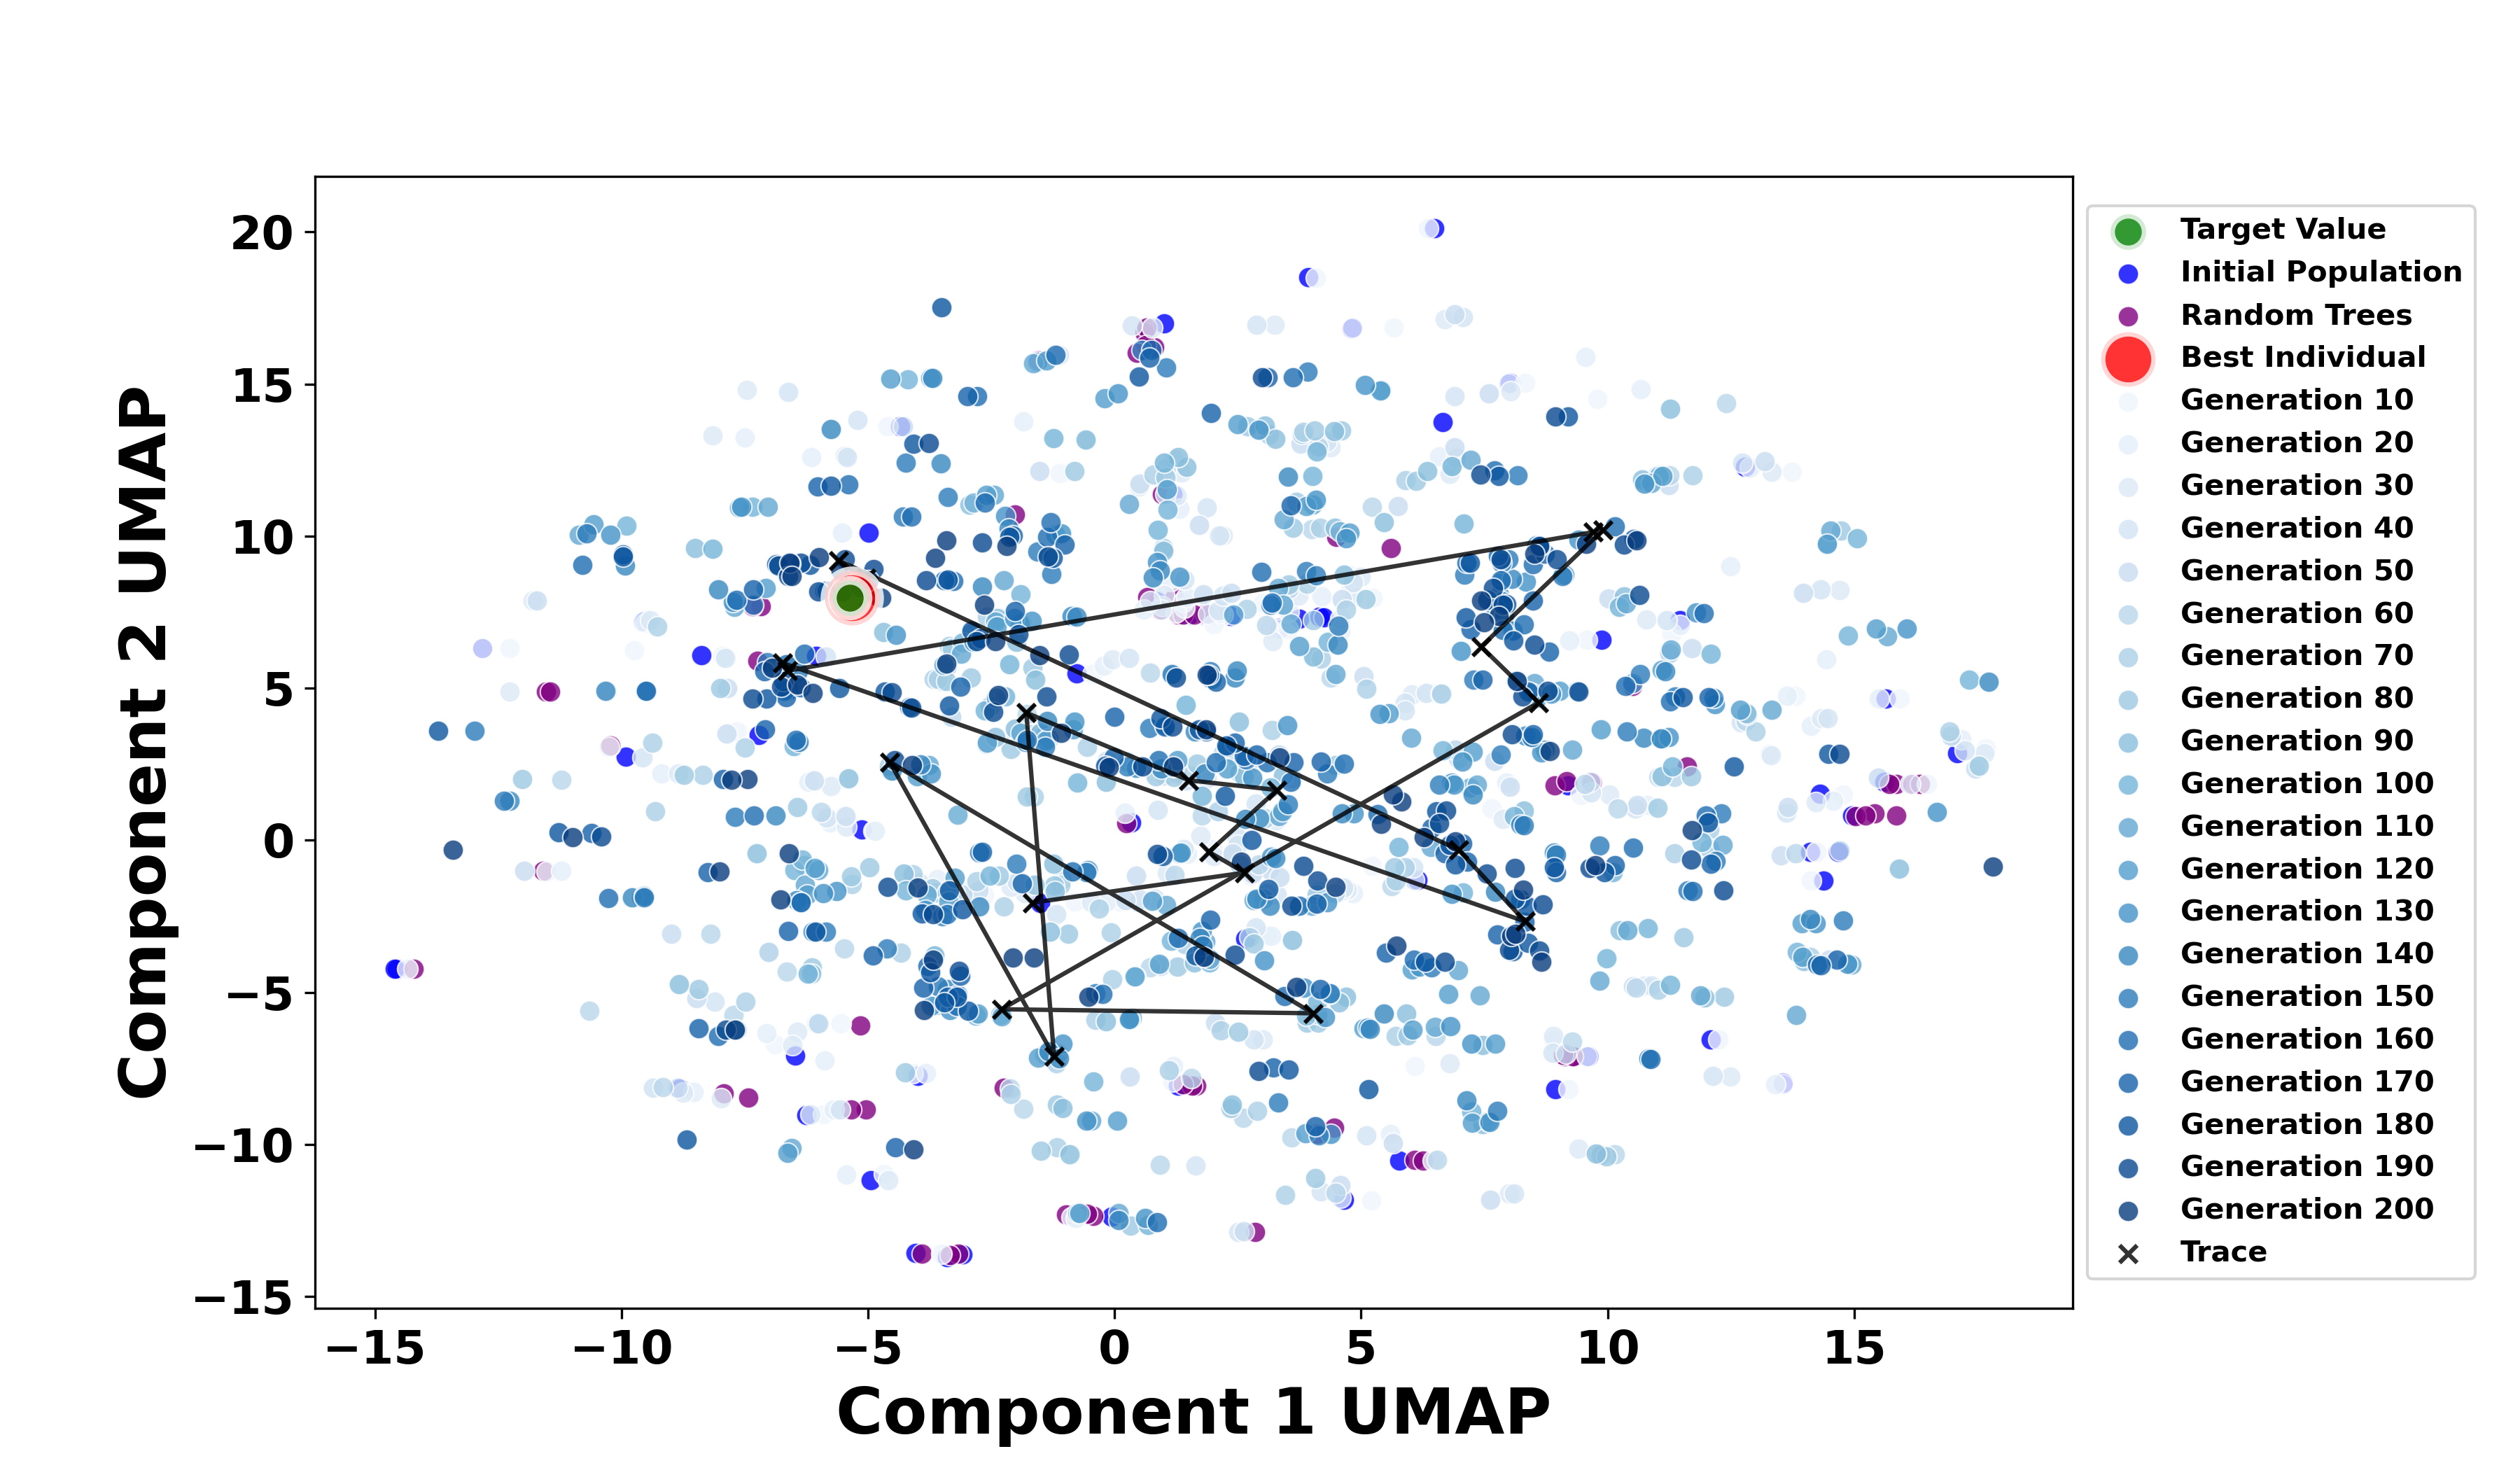 20
15
10
5
0
−5
−10
−15
−15 −10 −5 0 5 10 15
Component 2 UMAP
Component 1 UMAP
Target Value
Initial Population
Random Trees
Best Individual
Generation 10
Generation 20
Generation 30
Generation 40
Generation 50
Generation 60
Generation 70
Generation 80
Generation 90
Generation 100
Generation 110
Generation 120
Generation 130
Generation 140
Generation 150
Generation 160
Generation 170
Generation 180
Generation 190
Generation 200
Trace